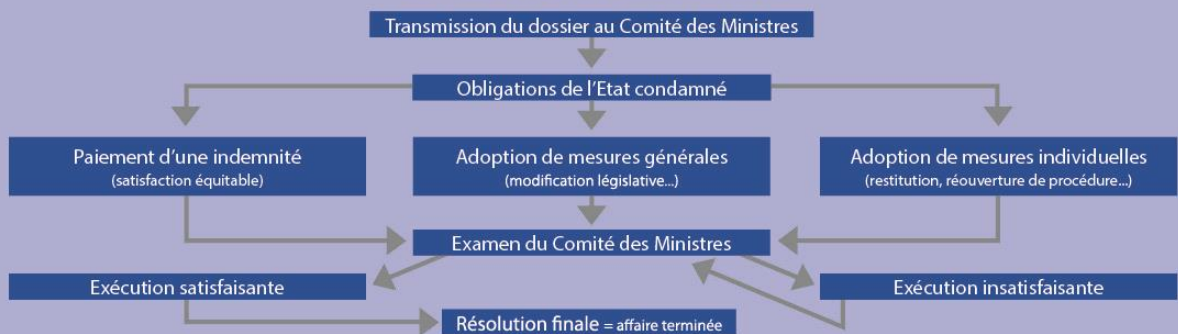 Transmission du dossier au Comité des Ministres
Obligations de l'Etat condamné
Paiement d'une indemnité
(satisfaction équitable)
Adoption de mesures générales
(modification législative...)
Adoption de mesures individuelles
(restitution, réouverture de procédure...)
Examen du Comité des Ministres
Exécution satisfaisante
Exécution insatisfaisante
Résolution finale = affaire terminée